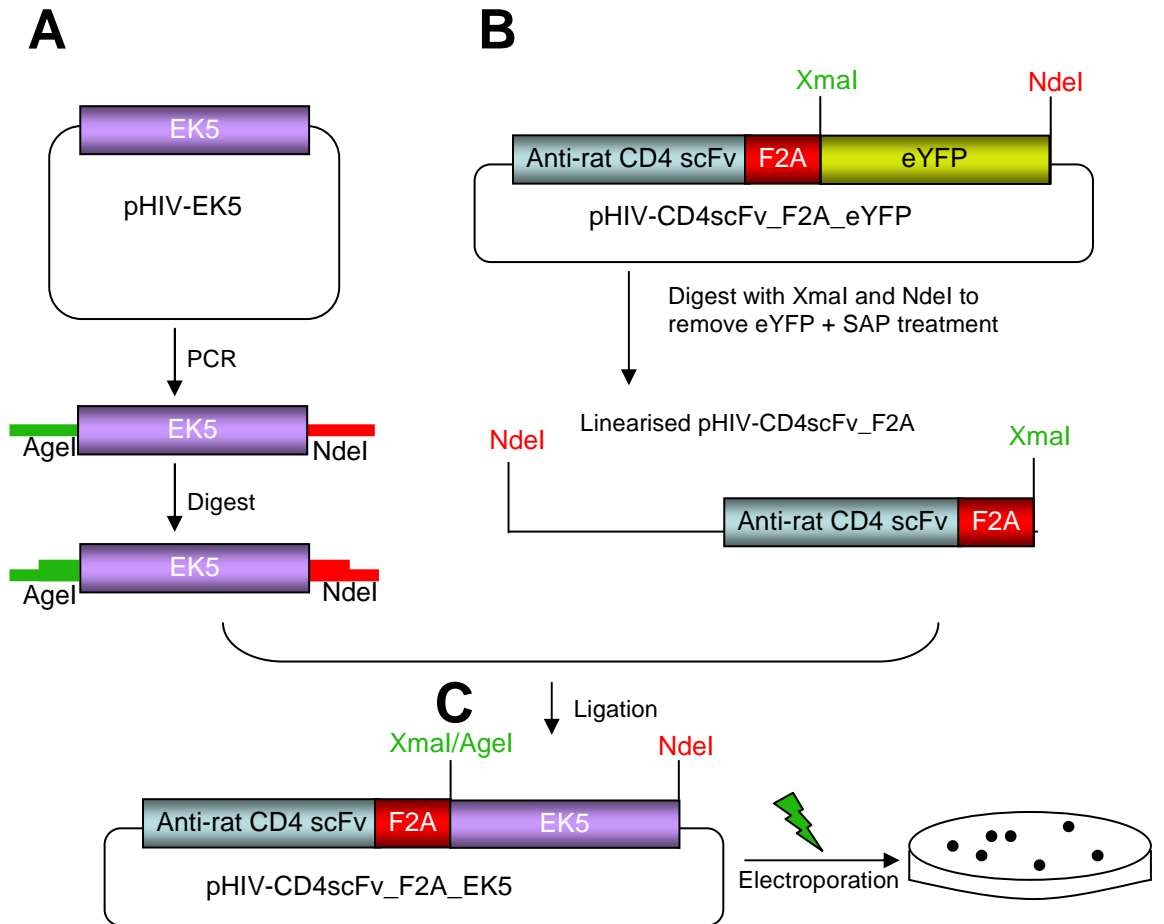 A
EK5
pHIV-EK5
PCR
EK5
AgeI
NdeI
Digest
EK5
AgeI
NdeI
B
XmaI
NdeI
Anti-rat CD4 scFv
F2A
eYFP
pHIV-CD4scFv_F2A_eYFP
Digest with XmaI and NdeI to
remove eYFP + SAP treatment
Linearised pHIV-CD4scFv_F2A
NdeI
XmaI
Anti-rat CD4 scFv
F2A
C
Ligation
XmaI/AgeI
NdeI
Anti-rat CD4 scFv
F2A
EK5
pHIV-CD4scFv_F2A_EK5
Electroporation